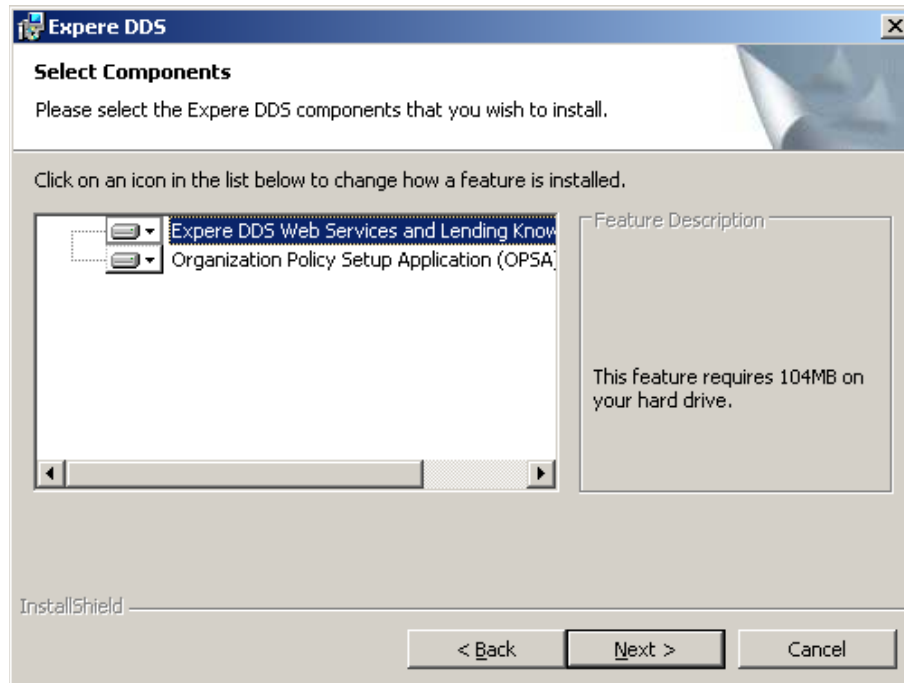 Expere DDS
Select Components
Please select the Expere DDS components that you wish to install.
Click on an icon in the list below to change how a feature is installed.
Expere DDS Web Services and Lending Know
Organization Policy Setup Application (OPSA)
Feature Description
This feature requires 104MB on
your hard drive.
InstallShield
< Back
Next >
Cancel